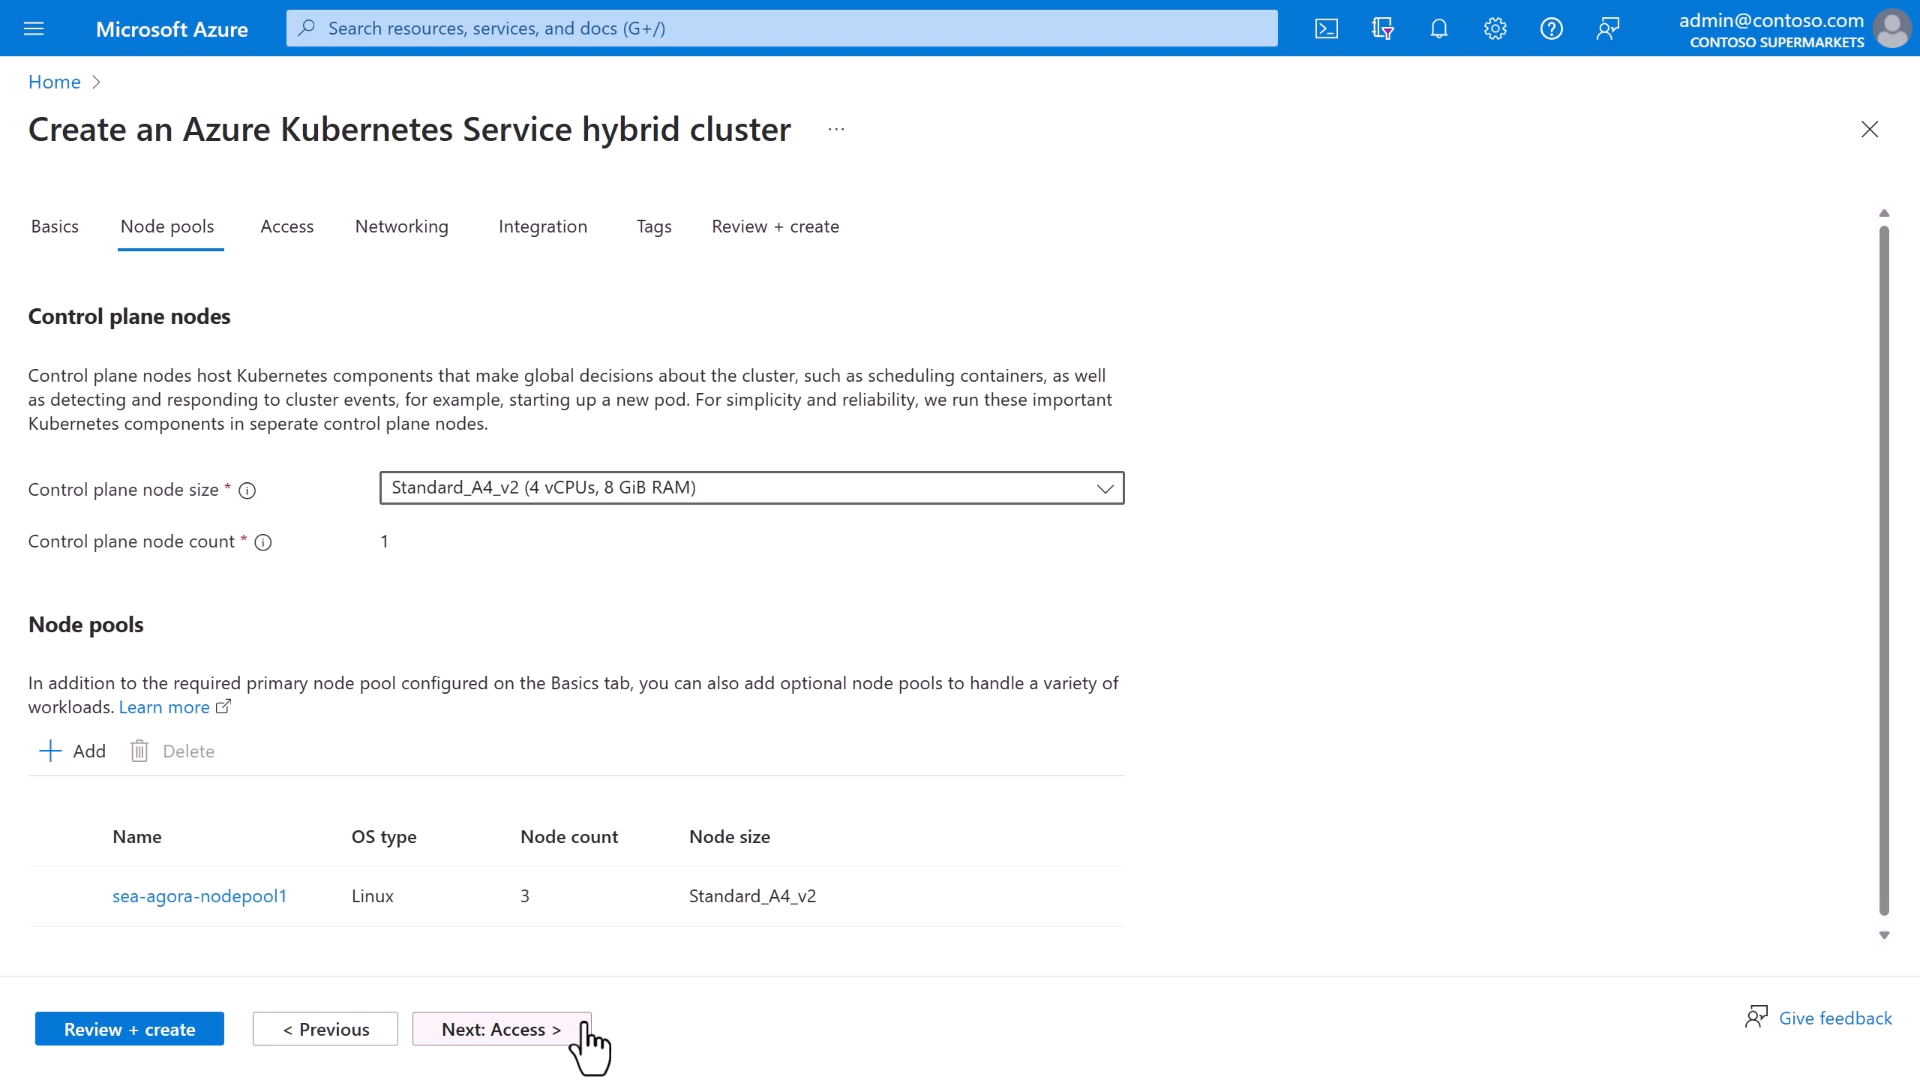 Microsoft Azure
Search resources, services, and docs (G+/)
admin@contoso.com
CONTOSO SUPERMARKETS
Home
Create an Azure Kubernetes Service hybrid cluster
Basics Node pools Access Networking Integration Tags Review + create
Control plane nodes
Control plane nodes host Kubernetes components that make global decisions about the cluster, such as scheduling containers, as well
as detecting and responding to cluster events, for example, starting up a new pod. For simplicity and reliability, we run these important
Kubernetes components in seperate control plane nodes.
Control plane node size * Standard_A4_v2 (4 vCPUs, 8 GiB RAM)
Control plane node count * 1
Node pools
In addition to the required primary node pool configured on the Basics tab, you can also add optional node pools to handle a variety of
workloads. Learn more
Add Delete
Name OS type Node count Node size
sea-agora-nodepool1 Linux 3 Standard_A4_v2
Review + create < Previous Next: Access > Give feedback